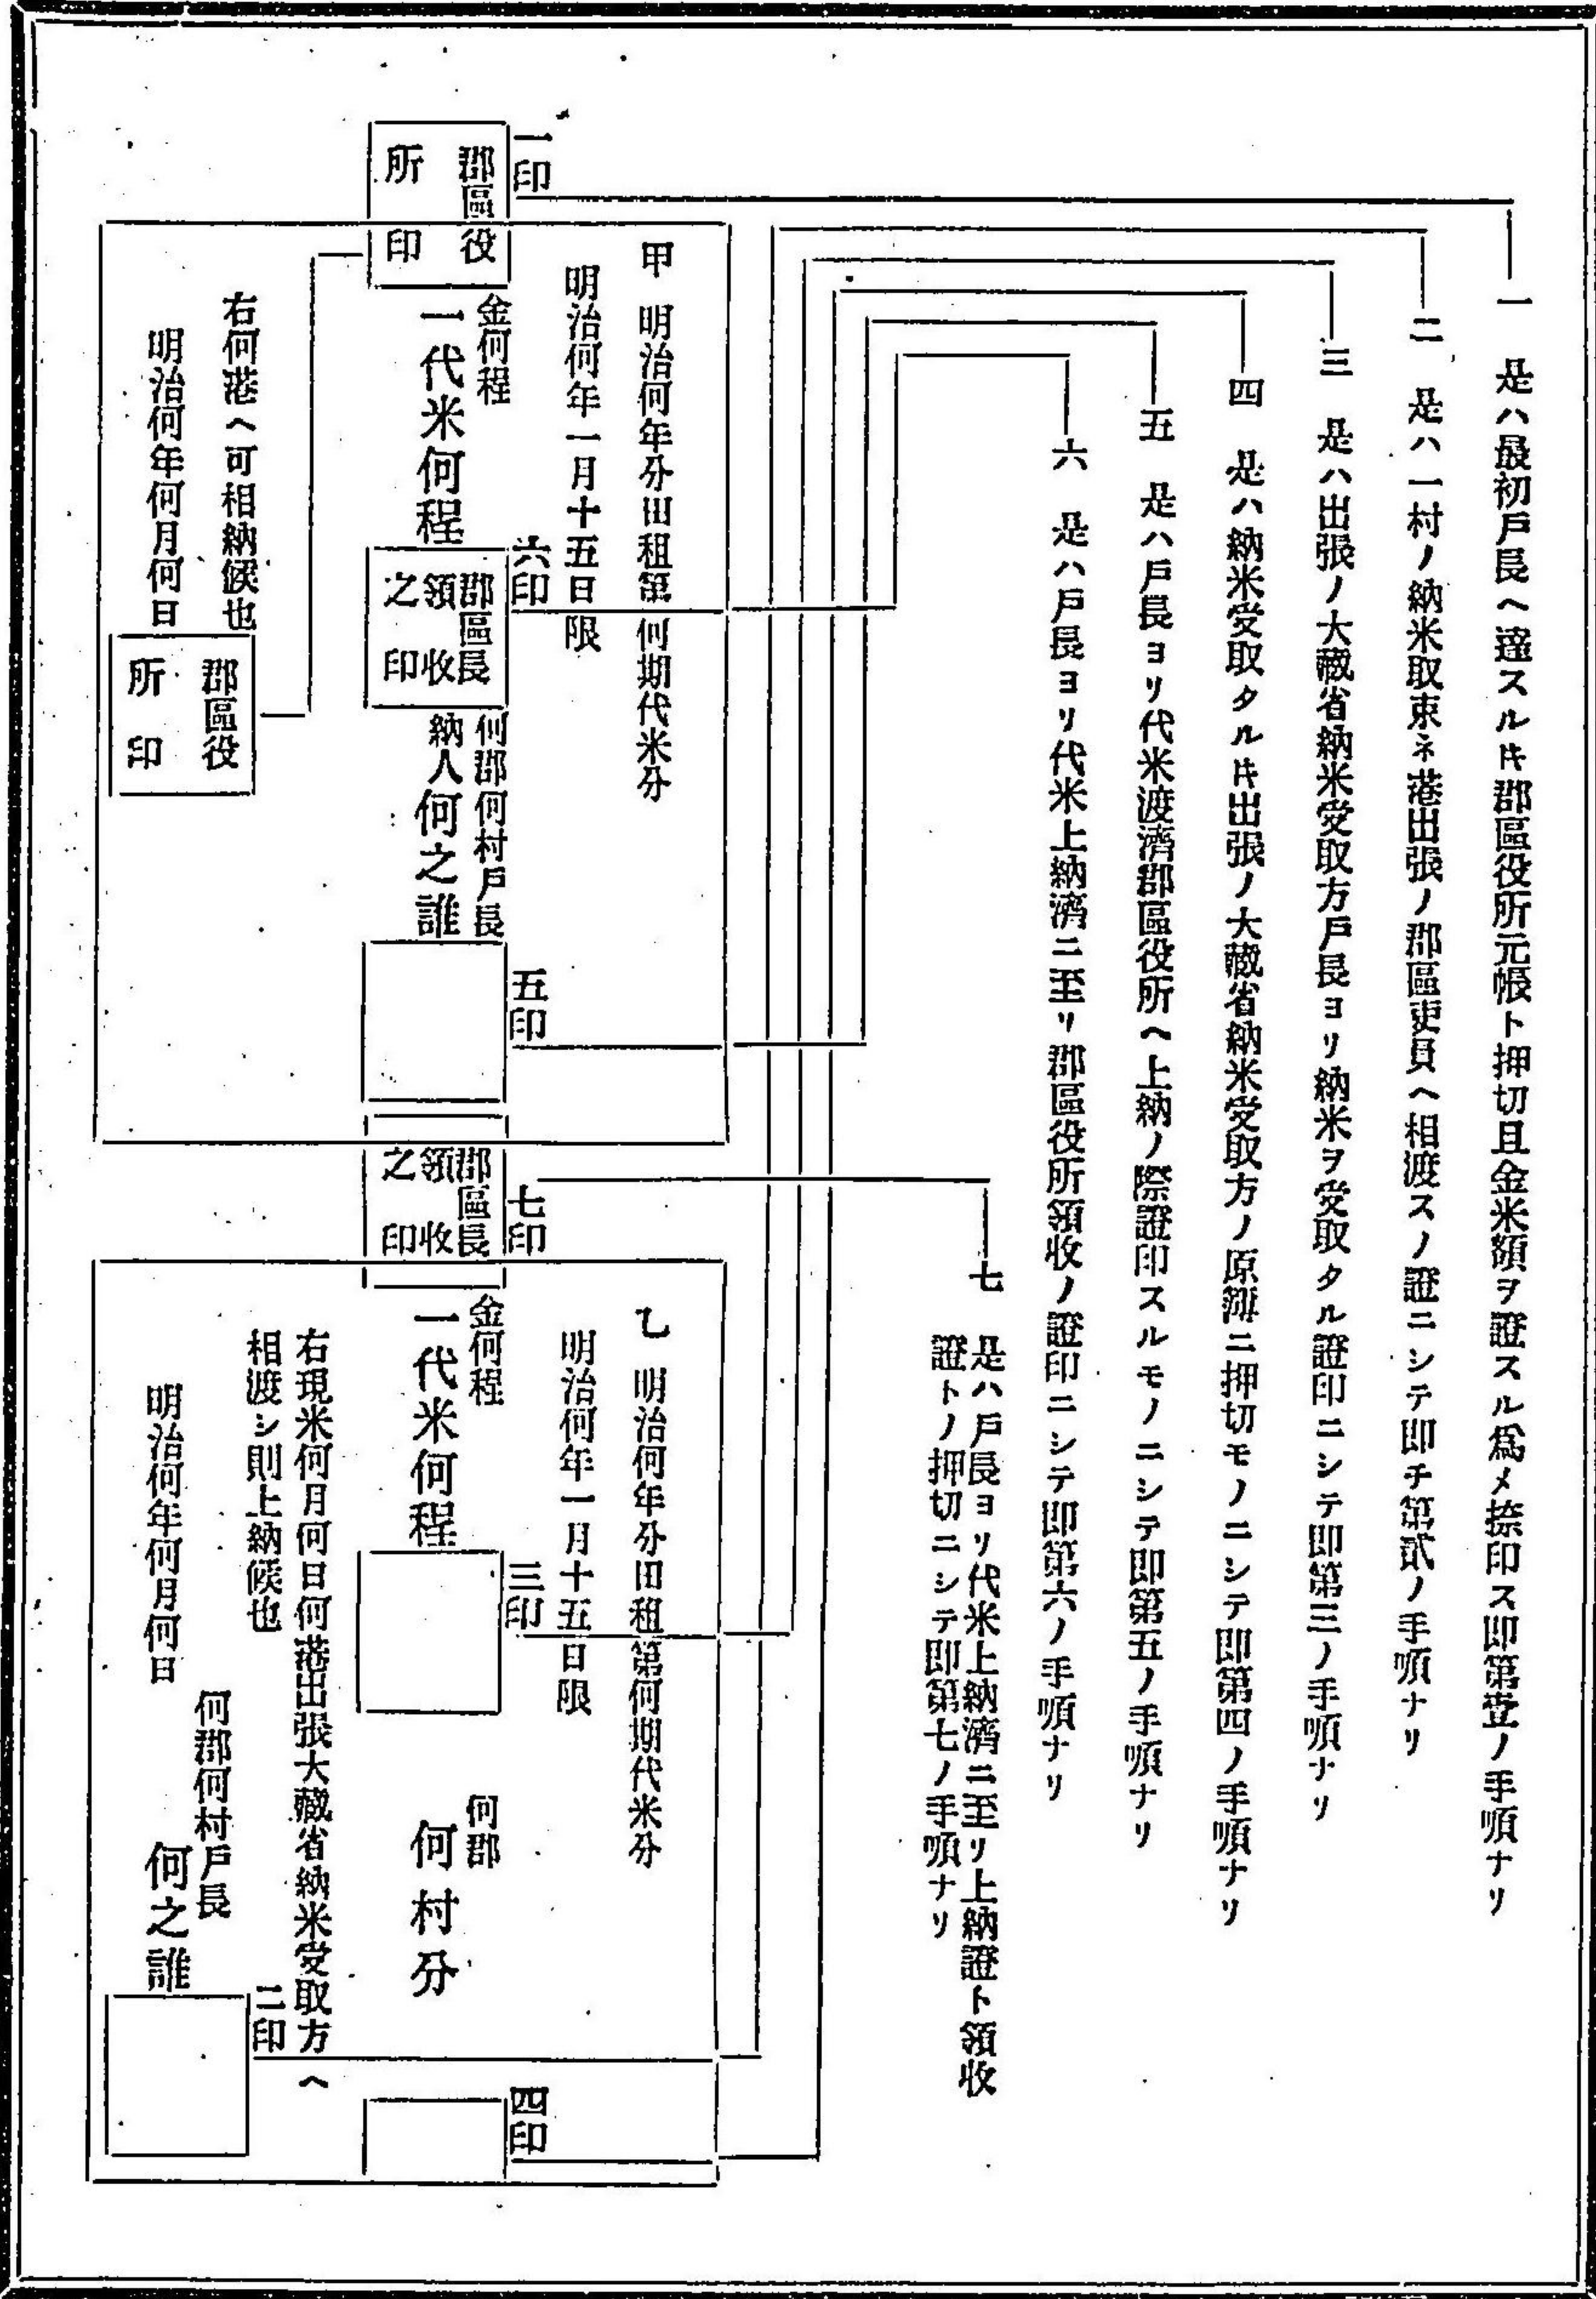 一 是ハ最初戶長ヘ達スル𪜈郡區役所元帳ト押切且金米額ヲ證スル爲メ捺印ス即第壹ノ手順ナリ
二 是ハ一村ノ納米取束ネ港出張ノ郡區吏員ヘ相渡スノ證ニシテ即チ第貳ノ手順ナリ
三 是ハ出張ノ大藏省納米受取方戶長ヨリ納米ヲ受取タル證印ニシテ即第三ノ手順ナリ
四 是ハ納米受取タル𪜈出張ノ大藏省納米受取方ノ原簿ニ押切モノニシテ即第四ノ手順ナリ
五 是ハ戶長ヨリ代米渡濟郡區役所ヘ上納ノ際證印スルモノニシテ即第五ノ手順ナリ
六 是ハ戶長ヨリ代米上納濟ニ至リ郡區役所領收ノ證印ニシテ即第六ノ手順ナリ
七 是ハ戶長ヨリ代米上納濟ニ至リ上納證ト領收
證トノ押切ニシテ即第七ノ手順ナリ
甲 明治何年分田租第何期代米分
明治何年一月十五日限
一印
郡區役
所印
金何程
一代米何程
六印
郡區長
領收
之印
何郡何村戶長
納人何之誰
五印
右何港ヘ可相納候也
明治何年何月何日
郡區役
所印
七印
郡區長
領收
之印
乙 明治何年分田租第何期代米分
明治何年一月十五日限
金何程
一代米何程
三印
何郡
何村分
四印
右現米何月何日何港出張大藏省納米受取方ヘ
相渡シ則上納候也
明治何年何月何日
何郡何村戶長
何之誰
二印